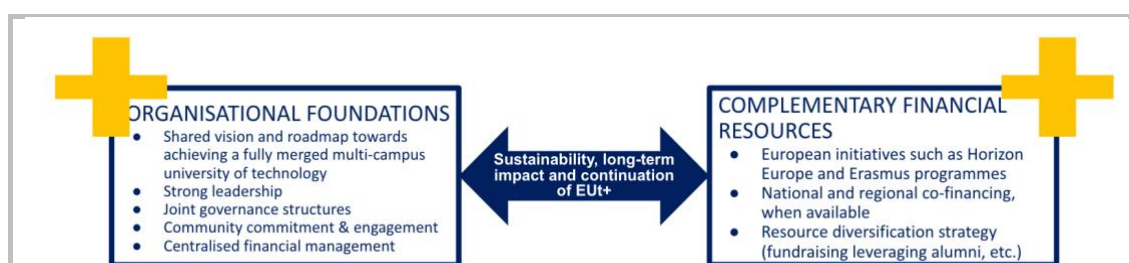 ORGANISATIONAL FOUNDATIONS
● Shared vision and roadmap towards
achieving a fully merged multi-campus
university of technology
● Strong leadership
● Joint governance structures
● Community commitment & engagement
● Centralised financial management
Sustainability, long-term
impact and continuation
of EUt+
COMPLEMENTARY FINANCIAL
RESOURCES
● European initiatives such as Horizon
Europe and Erasmus programmes
● National and regional co-financing,
when available
● Resource diversification strategy
(fundraising leveraging alumni, etc.)